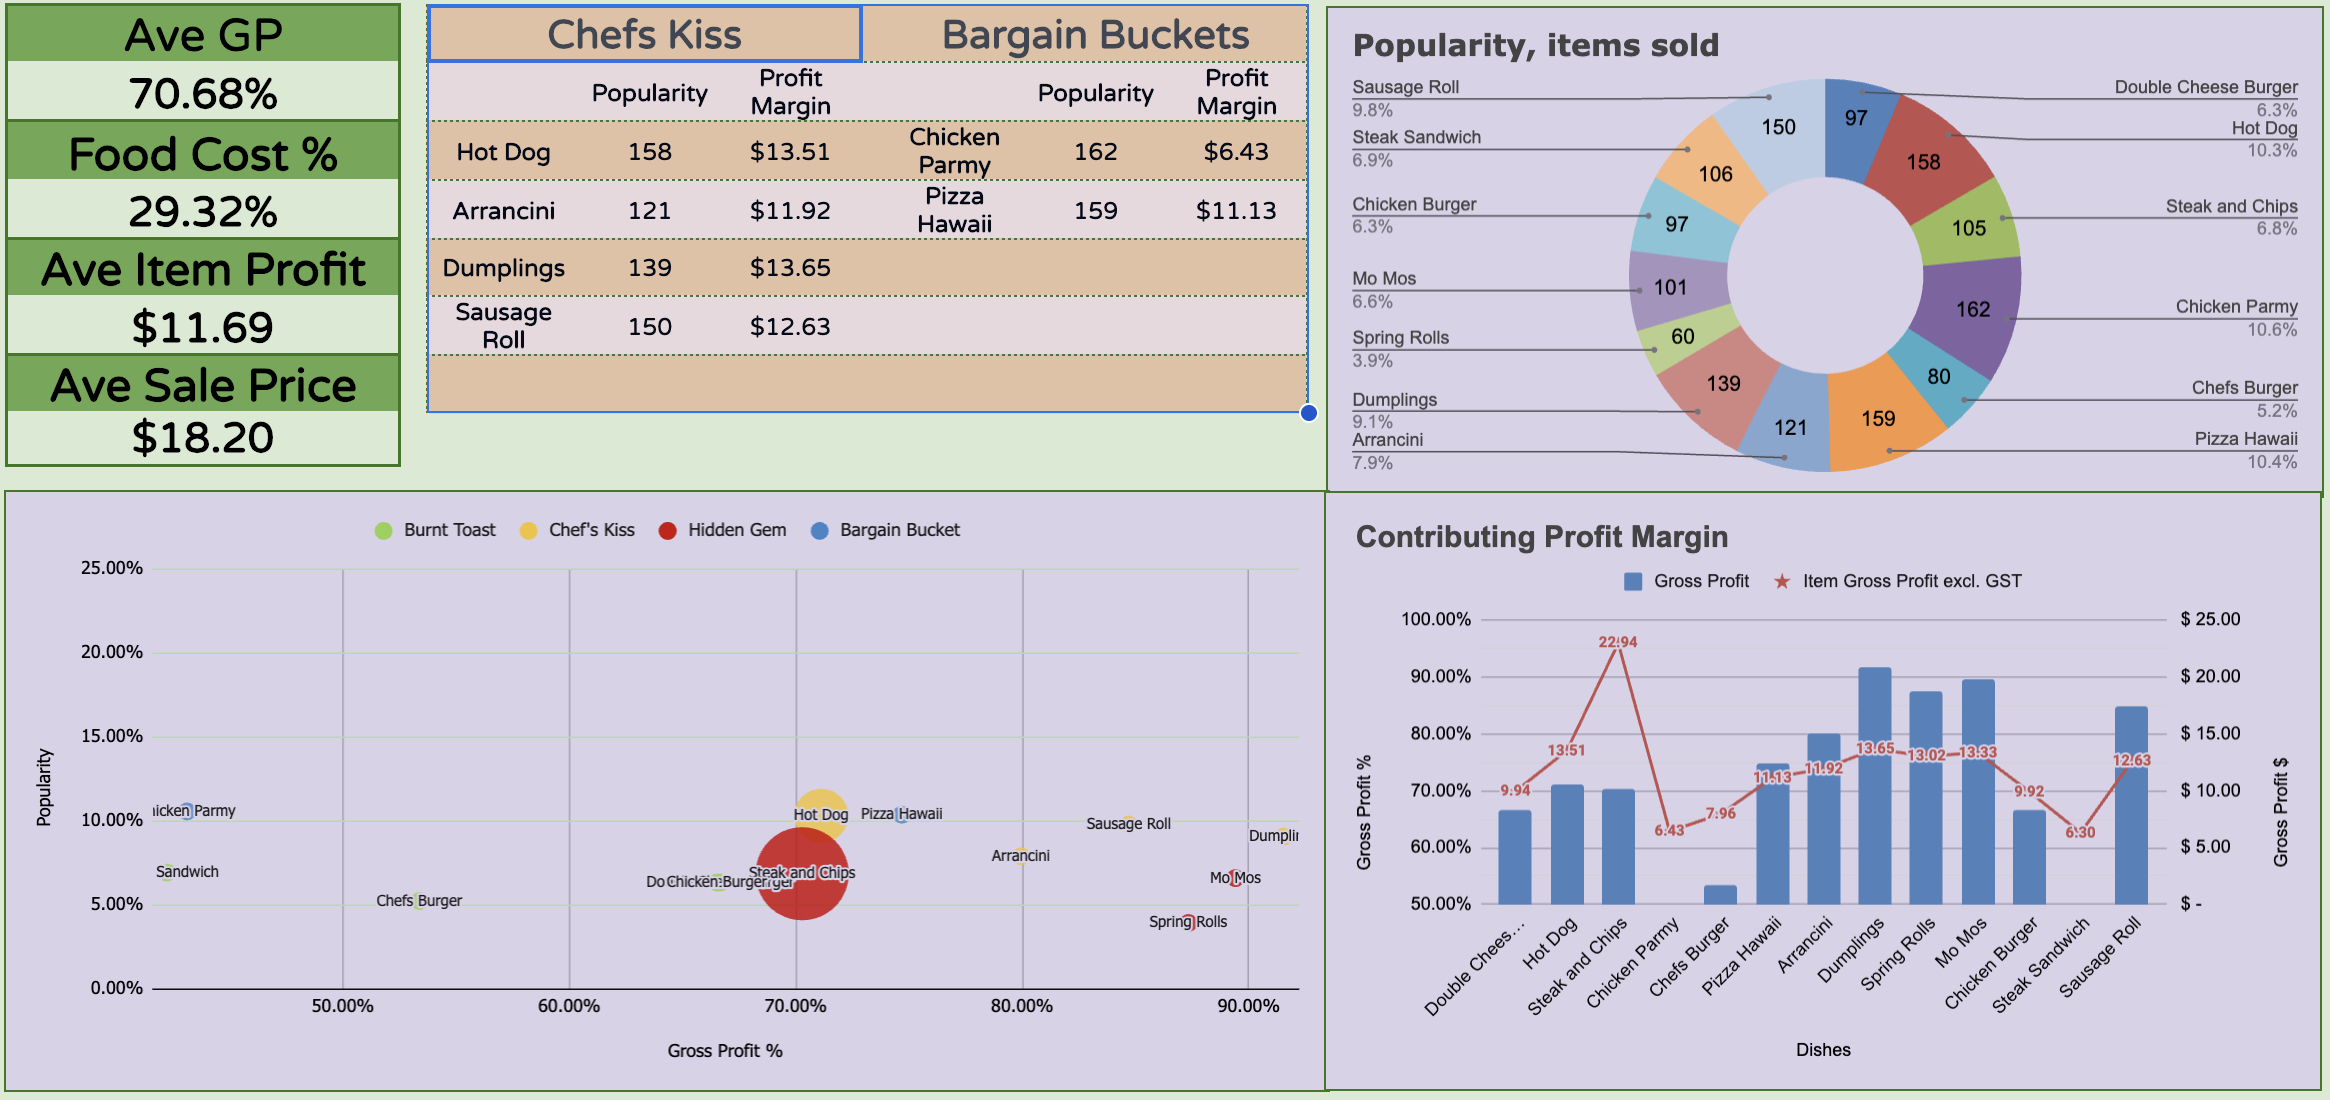 Ave GP
70.68%
Food Cost %
29.32%
Ave Item Profit
$11.69
Ave Sale Price
$18.20
Chefs Kiss Bargain Buckets
Popularity Profit Margin Popularity Profit Margin
Hot Dog 158 $13.51 Chicken Parmy 162 $6.43
Arrancini 121 $11.92 Pizza Hawaii 159 $11.13
Dumplings 139 $13.65
Sausage Roll 150 $12.63
Popularity, items sold
Sausage Roll
9.8%
Steak Sandwich
6.9%
Chicken Burger
6.3%
Mo Mos
6.6%
Spring Rolls
3.9%
Dumplings
9.1%
Arrancini
7.9%
150
97
106
158
97
105
101
162
60
80
139
159
121
Double Cheese Burger
6.3%
Hot Dog
10.3%
Steak and Chips
6.8%
Chicken Parmy
10.6%
Chefs Burger
5.2%
Pizza Hawaii
10.4%
Burnt Toast Chef's Kiss Hidden Gem Bargain Bucket
Popularity
25.00%
20.00%
15.00%
10.00%
5.00%
0.00%
icken Parmy
Sandwich
Chefs Burger
Do
Chicken Burger
ger
Steak and Chips
Hot Dog
Pizza Hawaii
Arrancini
Sausage Roll
Dumplin
Mo Mos
Spring Rolls
50.00% 60.00% 70.00% 80.00% 90.00%
Gross Profit %
Contributing Profit Margin
Gross Profit Item Gross Profit excl. GST
Gross Profit %
100.00%
90.00%
80.00%
70.00%
60.00%
50.00%
9.94
13.51
22.94
6.43
7.96
11.13
11.92
13.65
13.02
13.33
9.92
6.30
12.63
$ 25.00
$ 20.00
$ 15.00
$ 10.00
$ 5.00
$ -
Gross Profit $
Double Chees...
Hot Dog
Steak and Chips
Chicken Parmy
Chefs Burger
Pizza Hawaii
Arrancini
Dumplings
Spring Rolls
Mo Mos
Chicken Burger
Steak Sandwich
Sausage Roll
Dishes